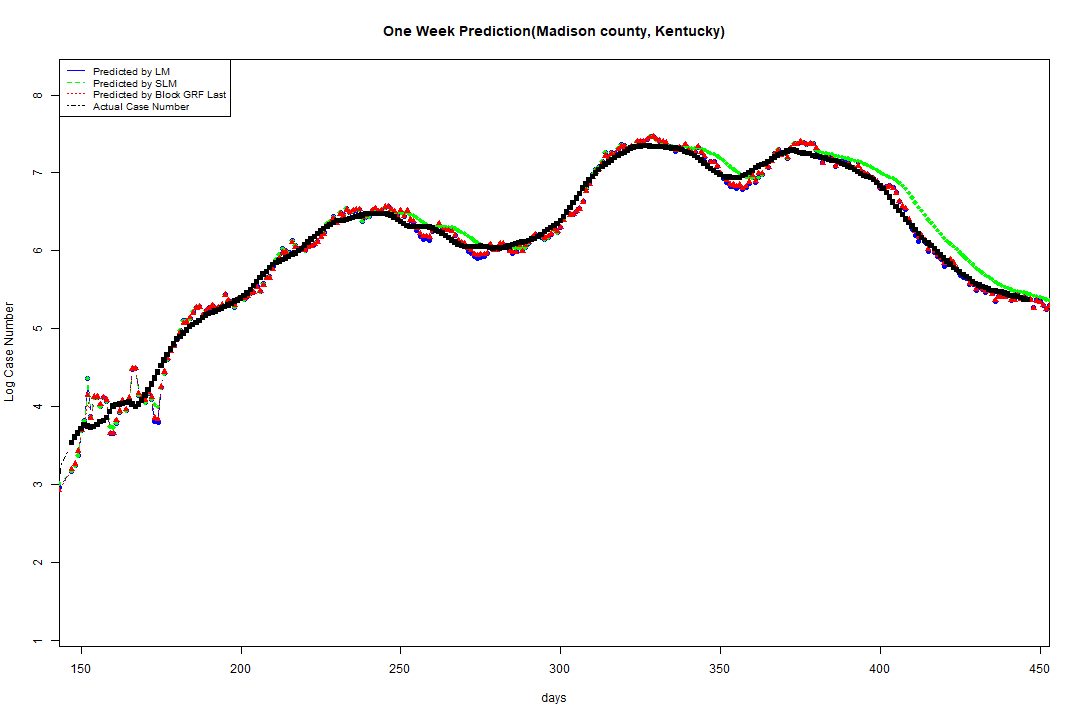 One Week Prediction(Madison county, Kentucky)
Predicted by LM
Predicted by SLM
Predicted by Block GRF Last
Actual Case Number
8
7
6
5
4
3
2
1
Log Case Number
150 200 250 300 350 400 450
days